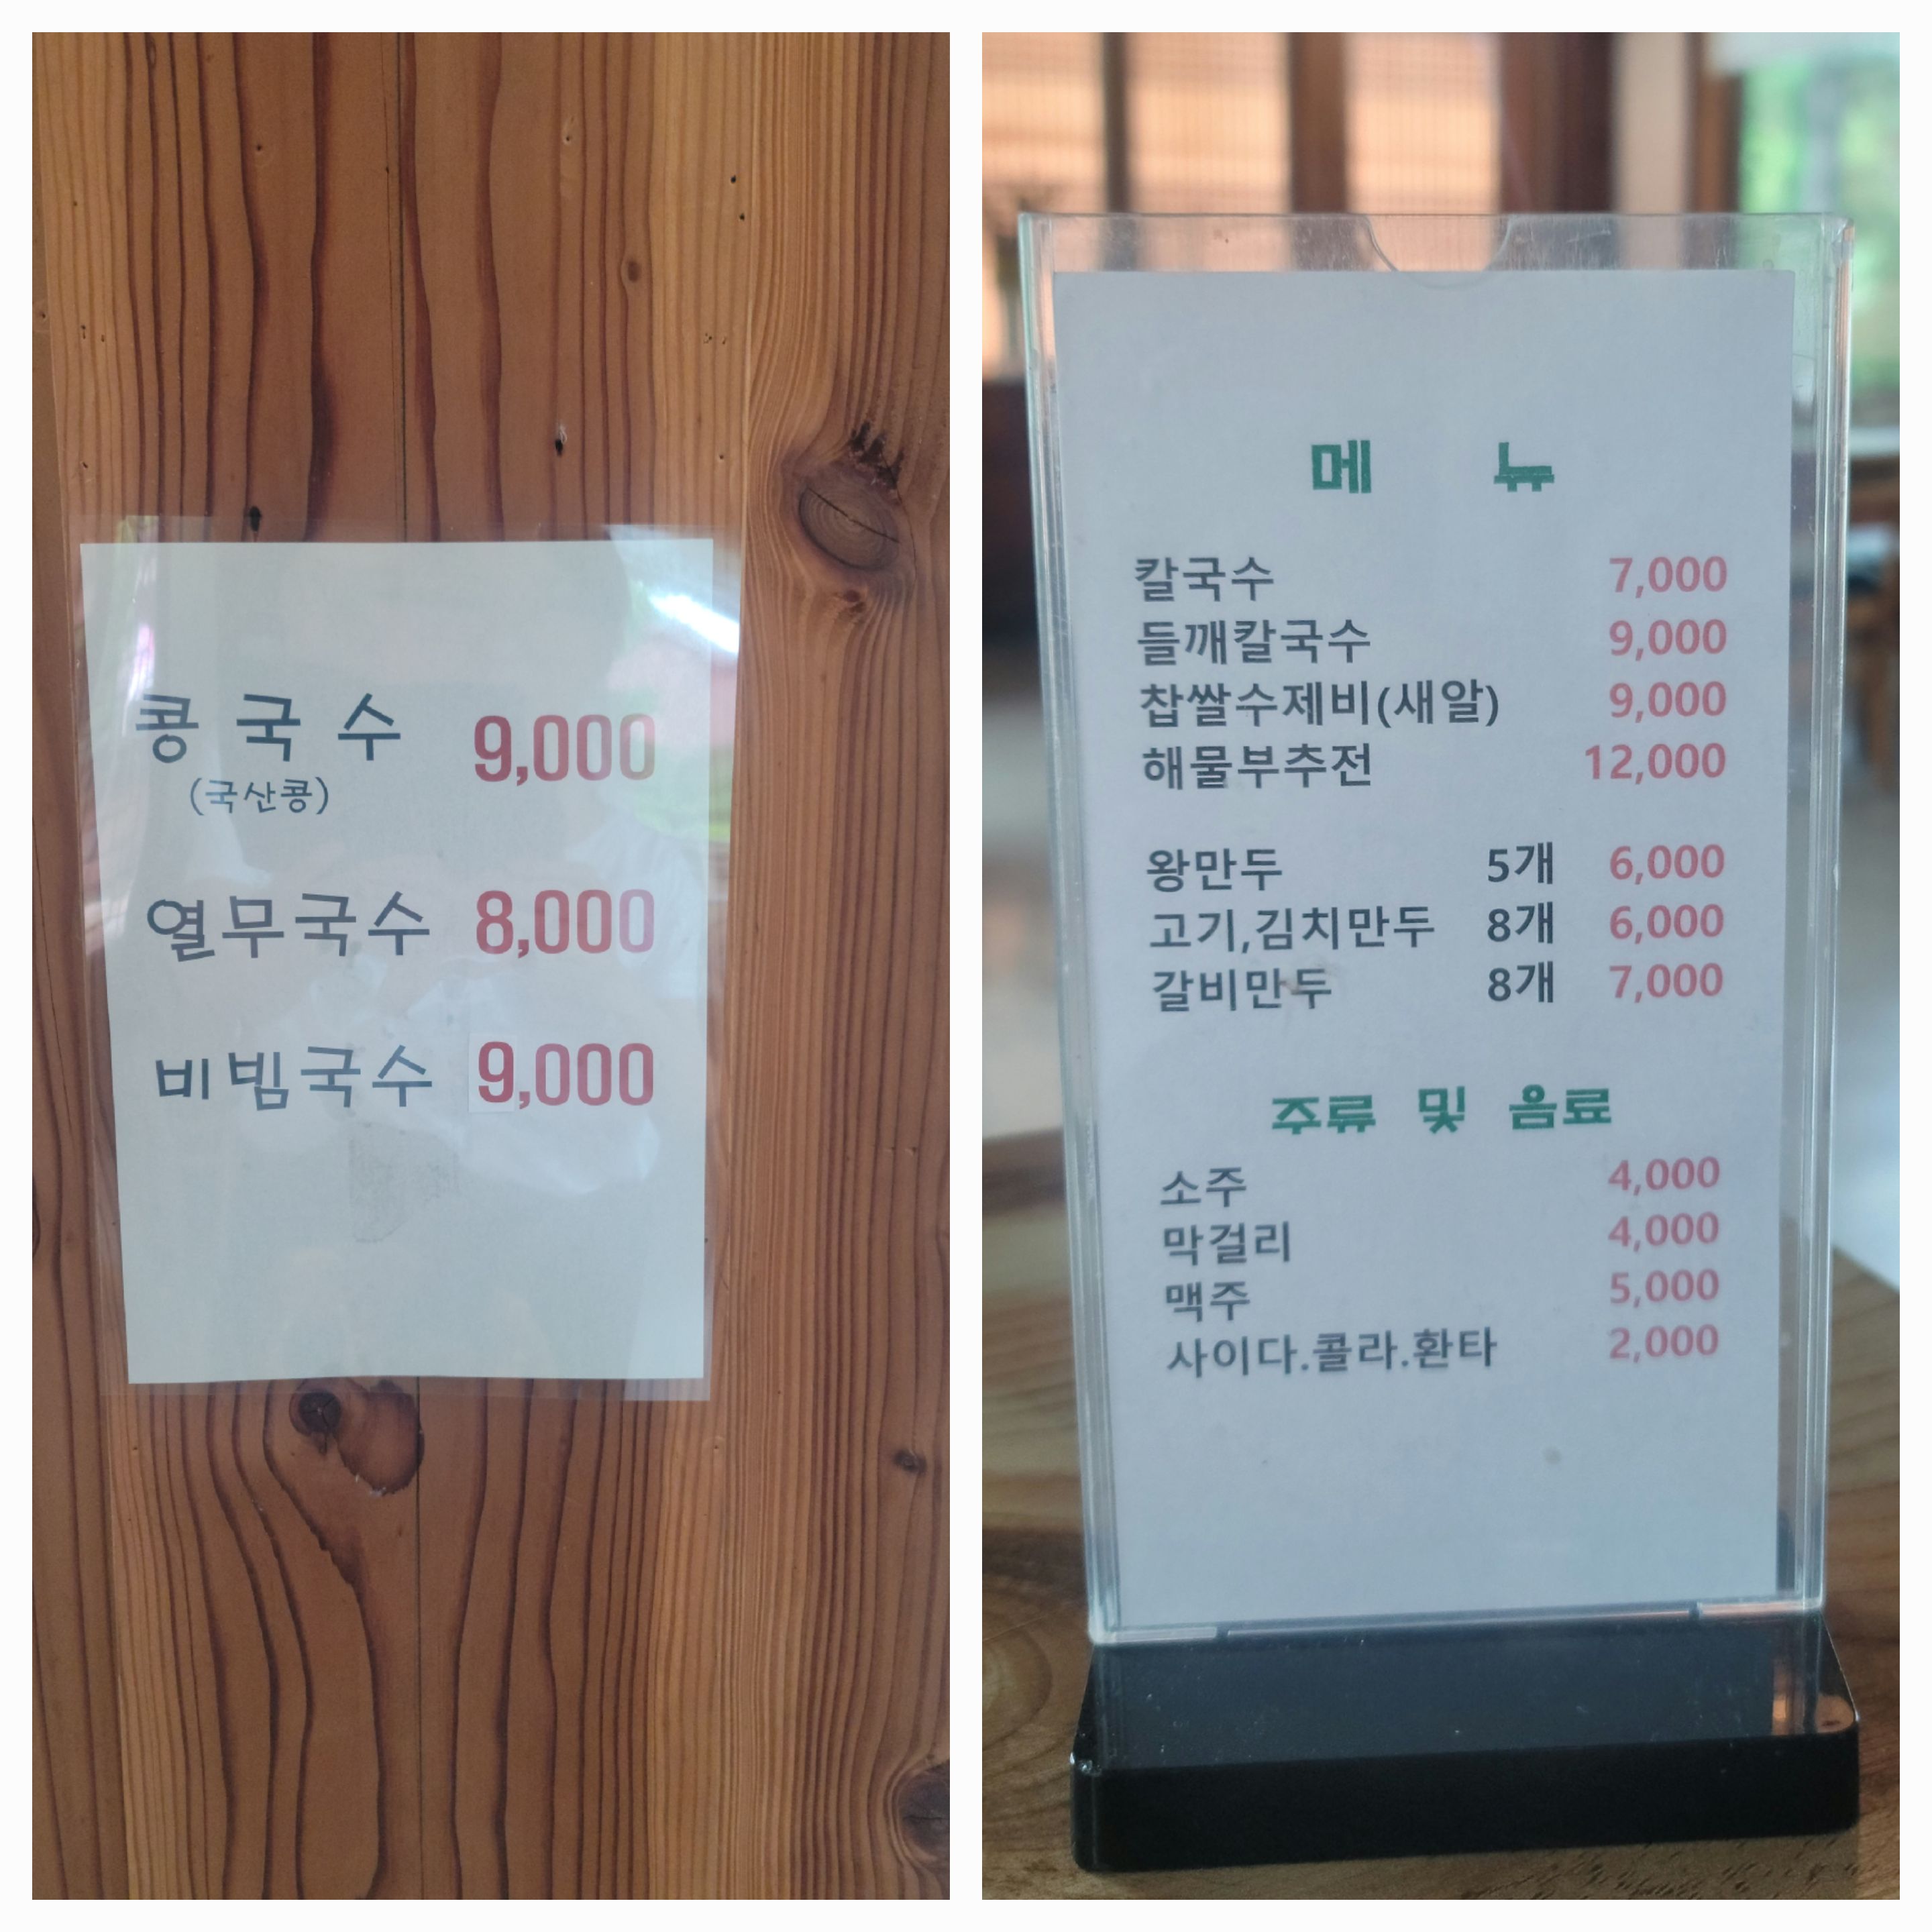 콩국수 9,000
(국산콩)
열무국수 8,000
비빔국수 9,000
메 뉴
칼국수 7,000
들깨칼국수 9,000
찹쌀수제비(새알) 9,000
해물부추전 12,000
왕만두 5개 6,000
고기,김치만두 8개 6,000
갈비만두 8개 7,000
주류 및 음료
소주 4,000
막걸리 4,000
맥주 5,000
사이다.콜라.환타 2,000